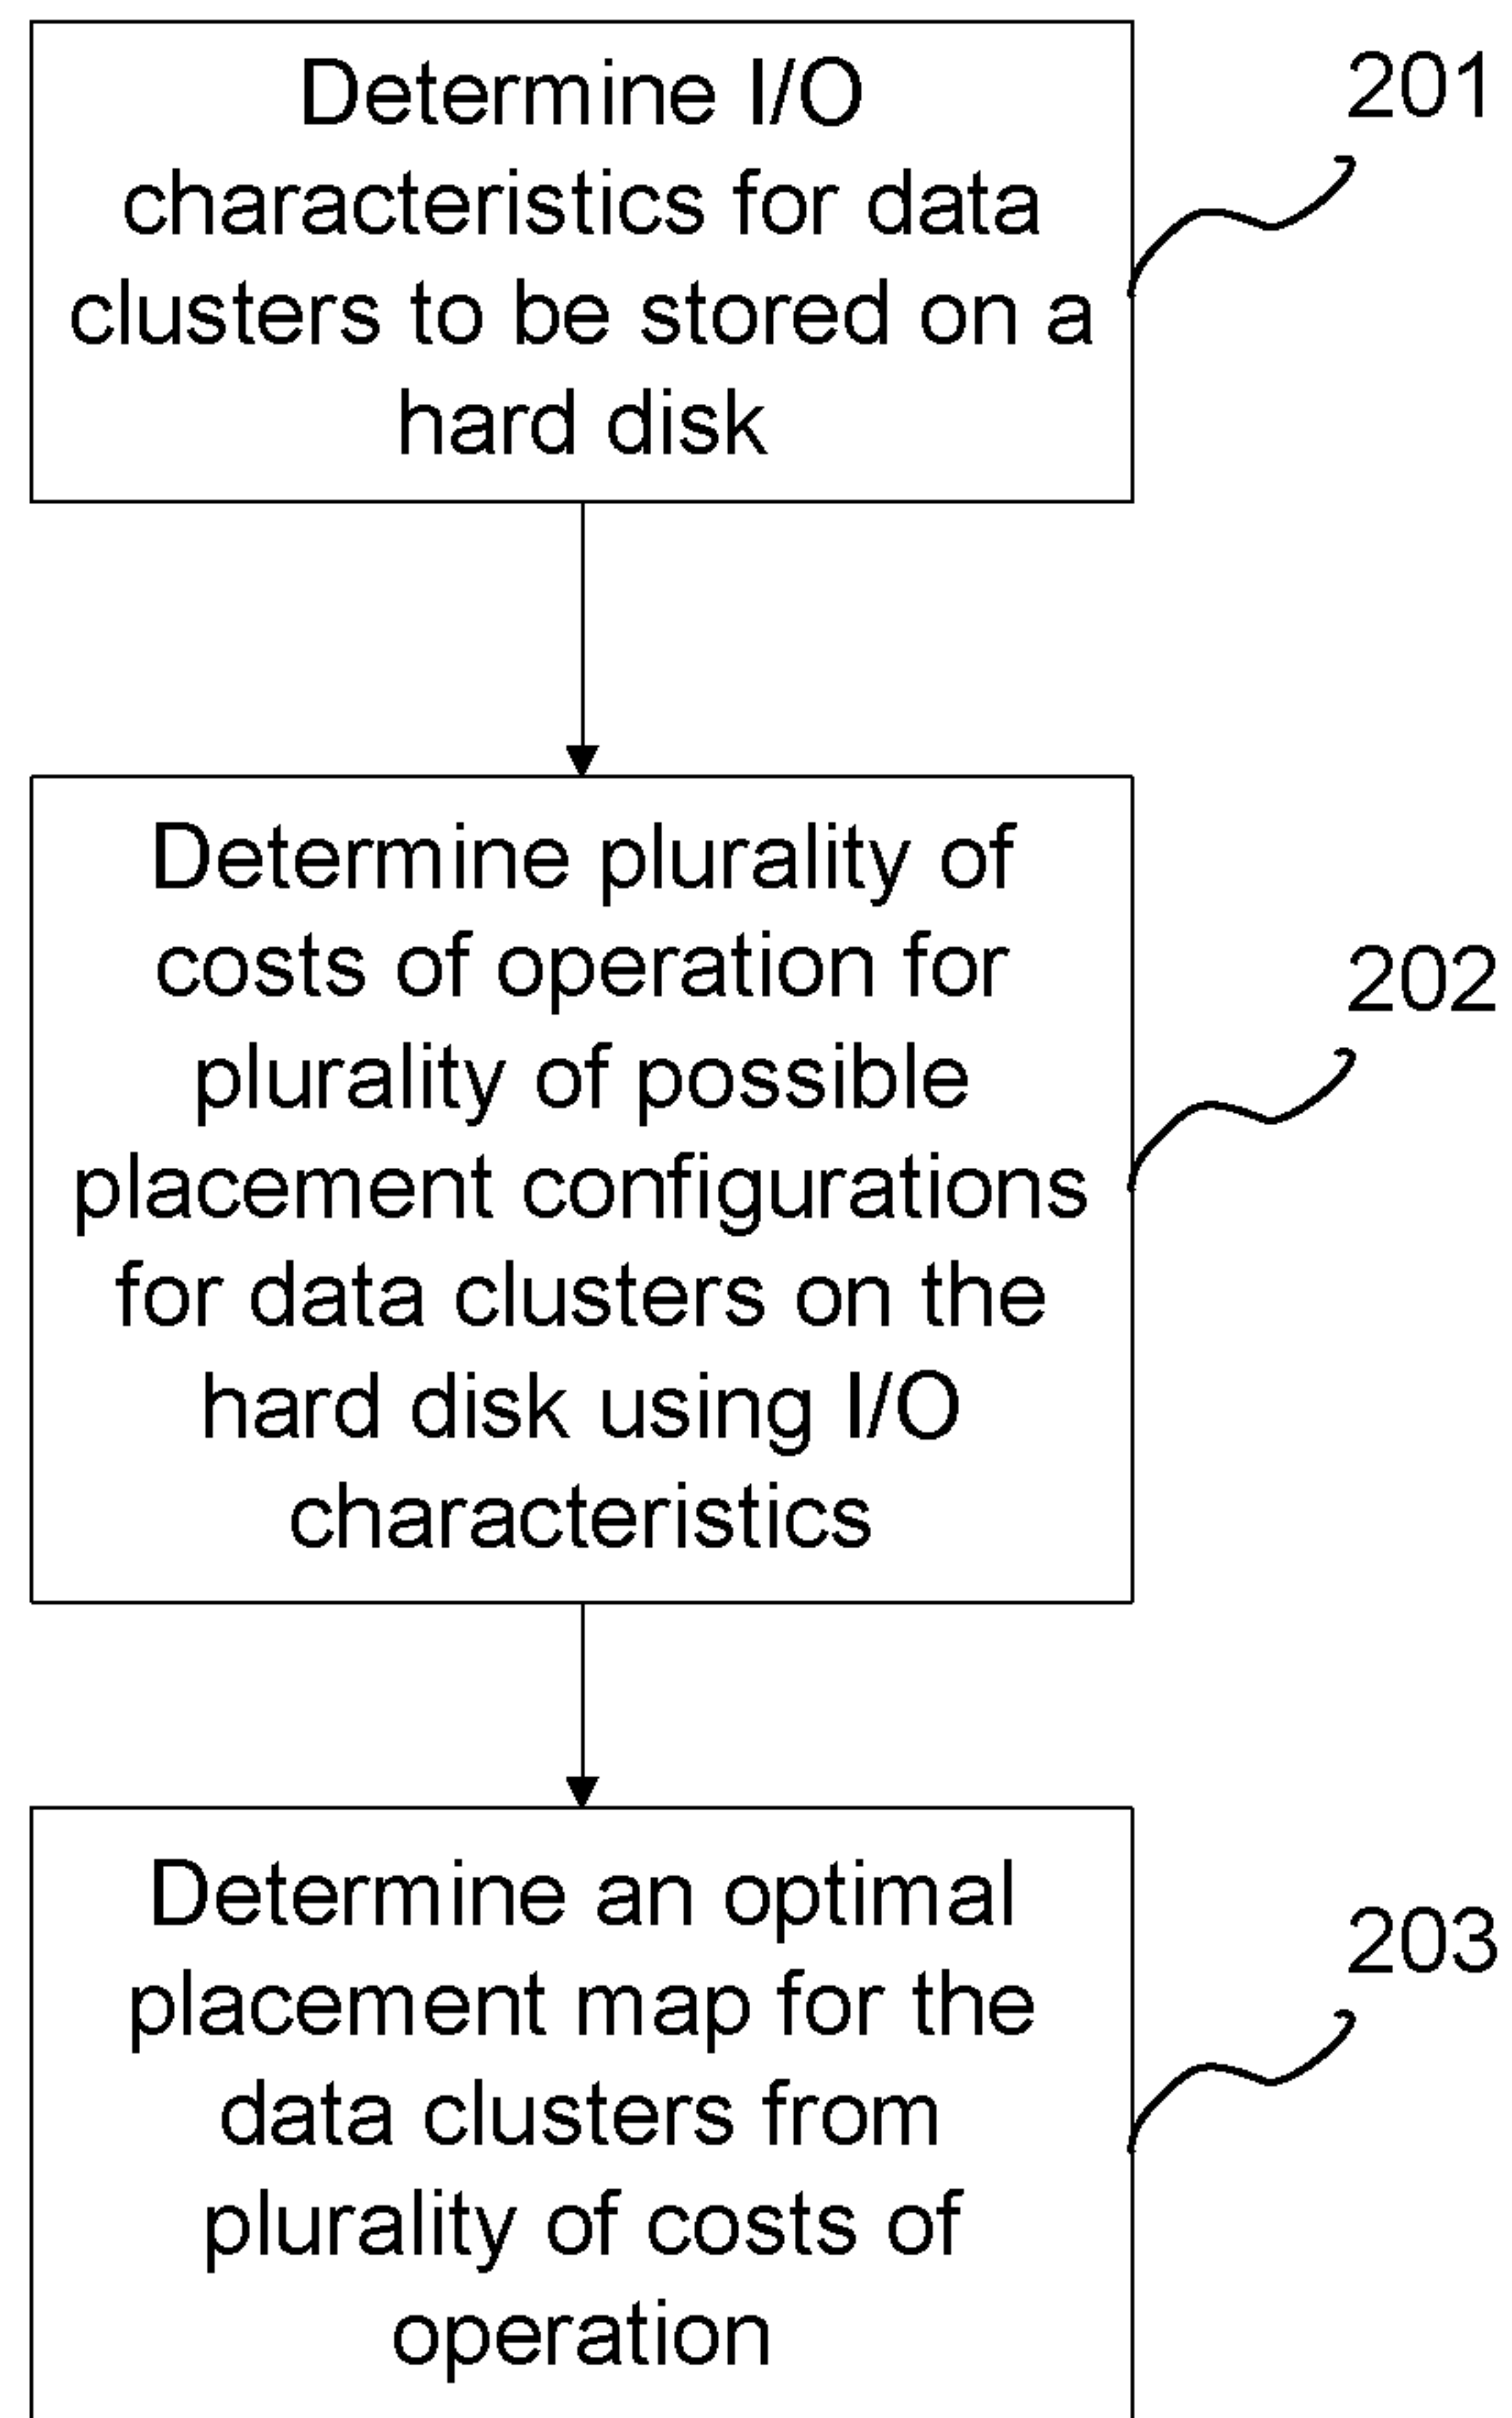 Determine I/O
characteristics for data
clusters to be stored on a
hard disk
201
Determine plurality of
costs of operation for
plurality of possible
placement configurations
for data clusters on the
hard disk using I/O
characteristics
202
Determine an optimal
placement map for the
data clusters from
plurality of costs of
operation
203